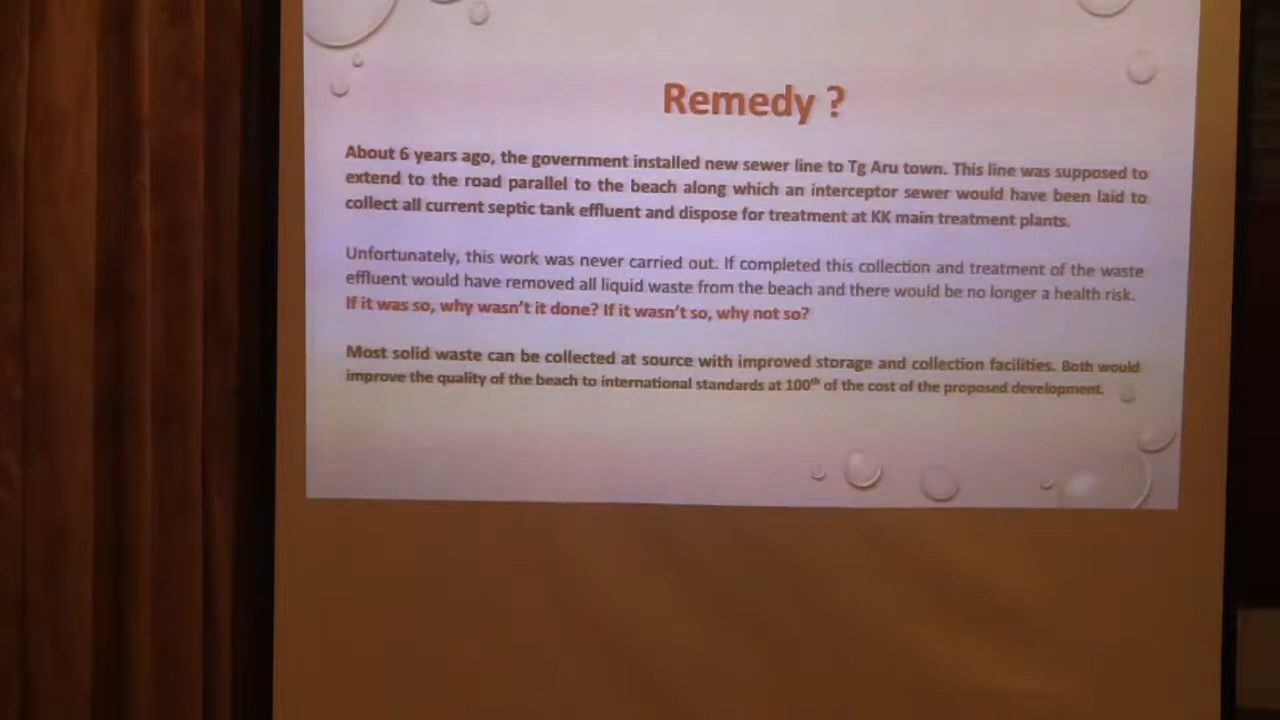 Remedy ?
About 6 years ago, the government installed new sewer line to Tg Aru town. This line was supposed to
extend to the road parallel to the beach along which an interceptor sewer would have been laid to
collect all current septic tank effluent and dispose for treatment at KK main treatment plants.
Unfortunately, this work was never carried out. If completed this collection and treatment of the waste
effluent would have removed all liquid waste from the beach and there would be no longer a health risk.
If it was so, why wasn't it done? If it wasn't so, why not so?
Most solid waste can be collected at source with improved storage and collection facilities. Both would
improve the quality of the beach to international standards at 100th of the cost of the proposed development.